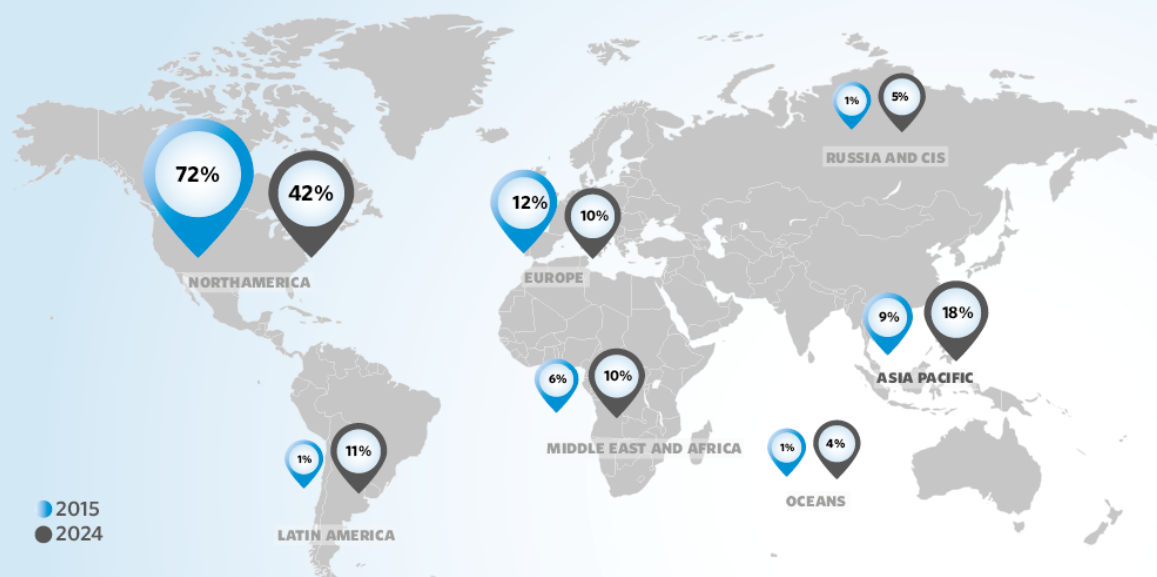 1%
5%
RUSSIA AND CIS
72%
42%
NORTHAMERICA
12%
10%
EUROPE
9%
18%
ASIA PACIFIC
6%
10%
MIDDLE EAST AND AFRICA
1%
11%
LATIN AMERICA
1%
4%
OCEANS
2015
2024